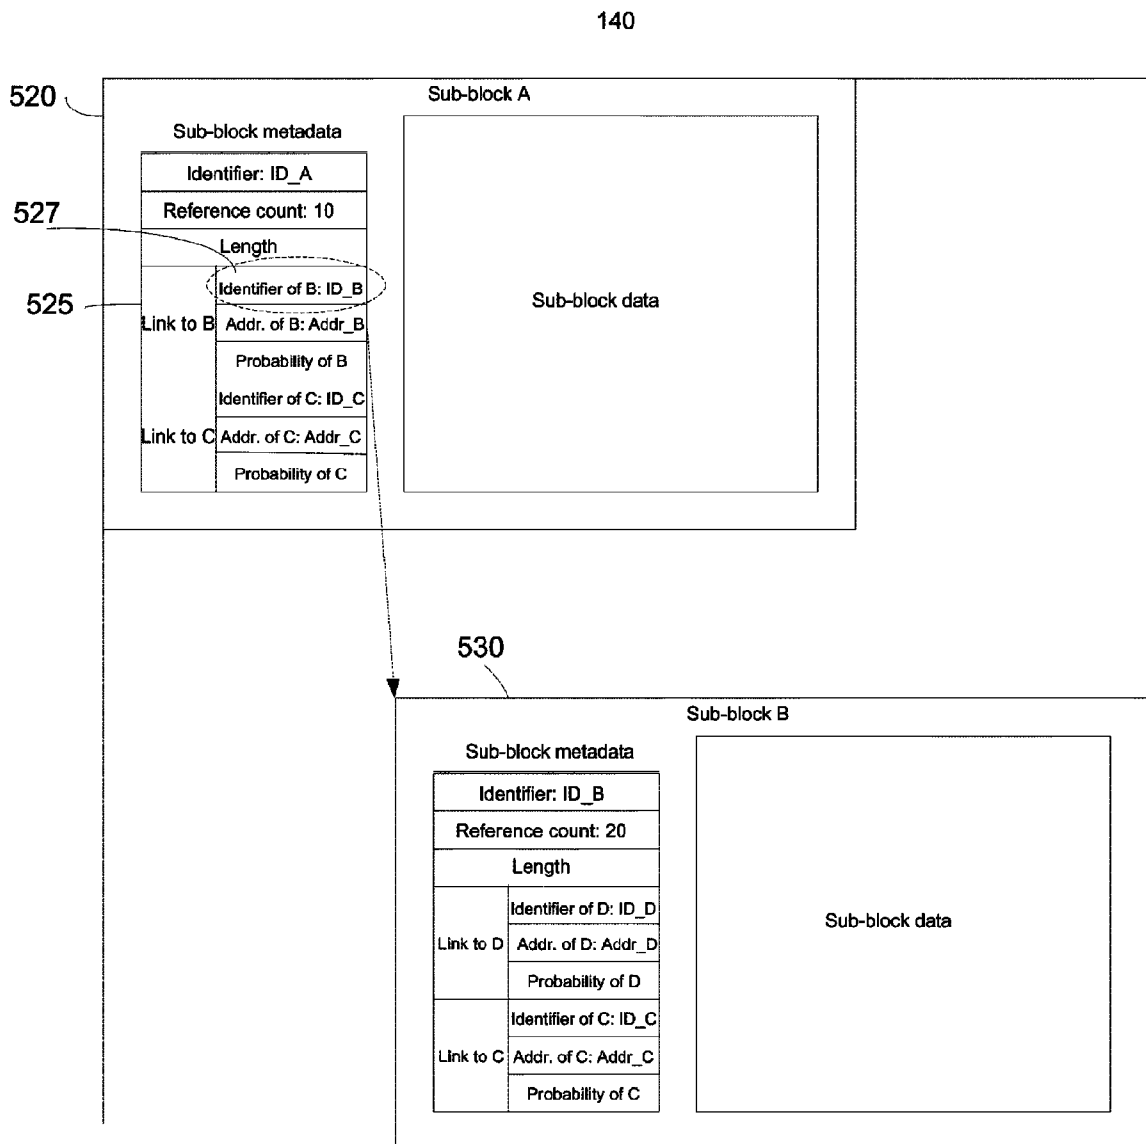 140
520
Sub-block A
Sub-block metadata
Identifier: ID_A
527
Reference count: 10
Length
525
Link to B
Identifier of B: ID_B
Addr. of B: Addr_B
Probability of B
Link to C
Identifier of C: ID_C
Addr. of C: Addr_C
Probability of C
Sub-block data
530
Sub-block B
Sub-block metadata
Identifier: ID_B
Reference count: 20
Length
Link to D
Identifier of D: ID_D
Addr. of D: Addr_D
Probability of D
Link to C
Identifier of C: ID_C
Addr. of C: Addr_C
Probability of C
Sub-block data